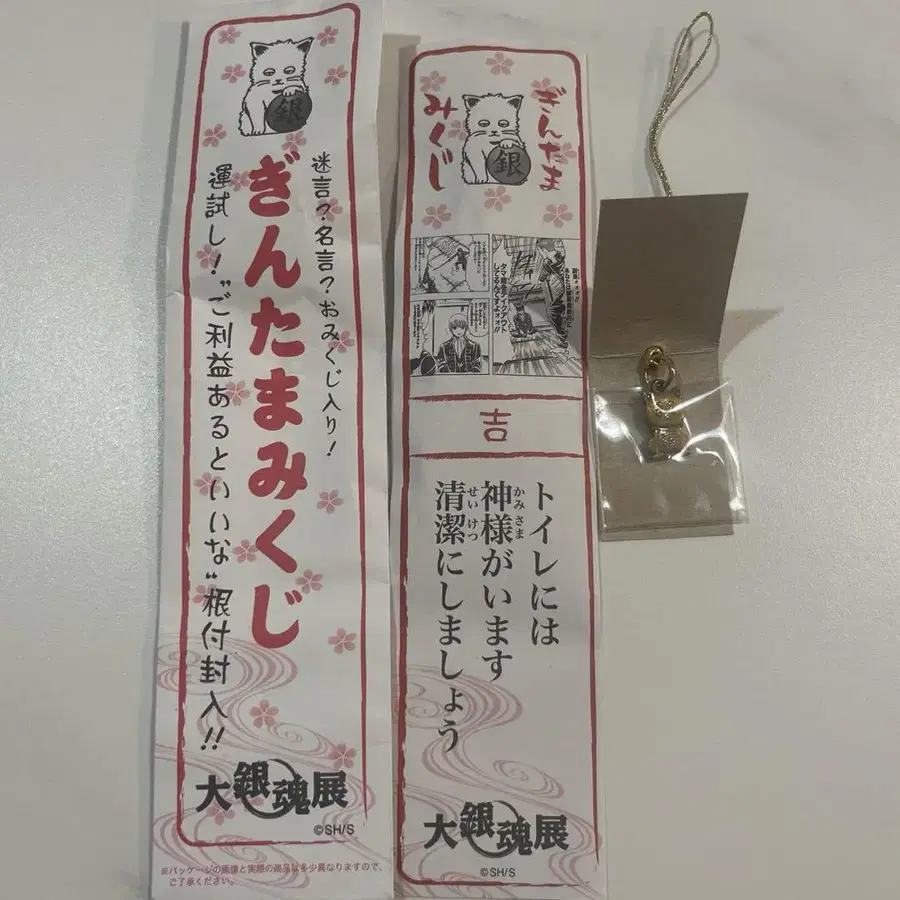 銀
迷言?名言?おみくじ入り!
ぎんたまみくじ
運試し!"ご利益あるといいな"根付封入!!
大銀魂展
©SH/S
※パッケージの画像と実際の商品は多少異なりますので、
ご了承ください。
ぎんたま
みくじ
銀
吉
トイレには
神様がいます
かみさま
清潔にしましょう
せいけつ
大銀魂展
©SH/S